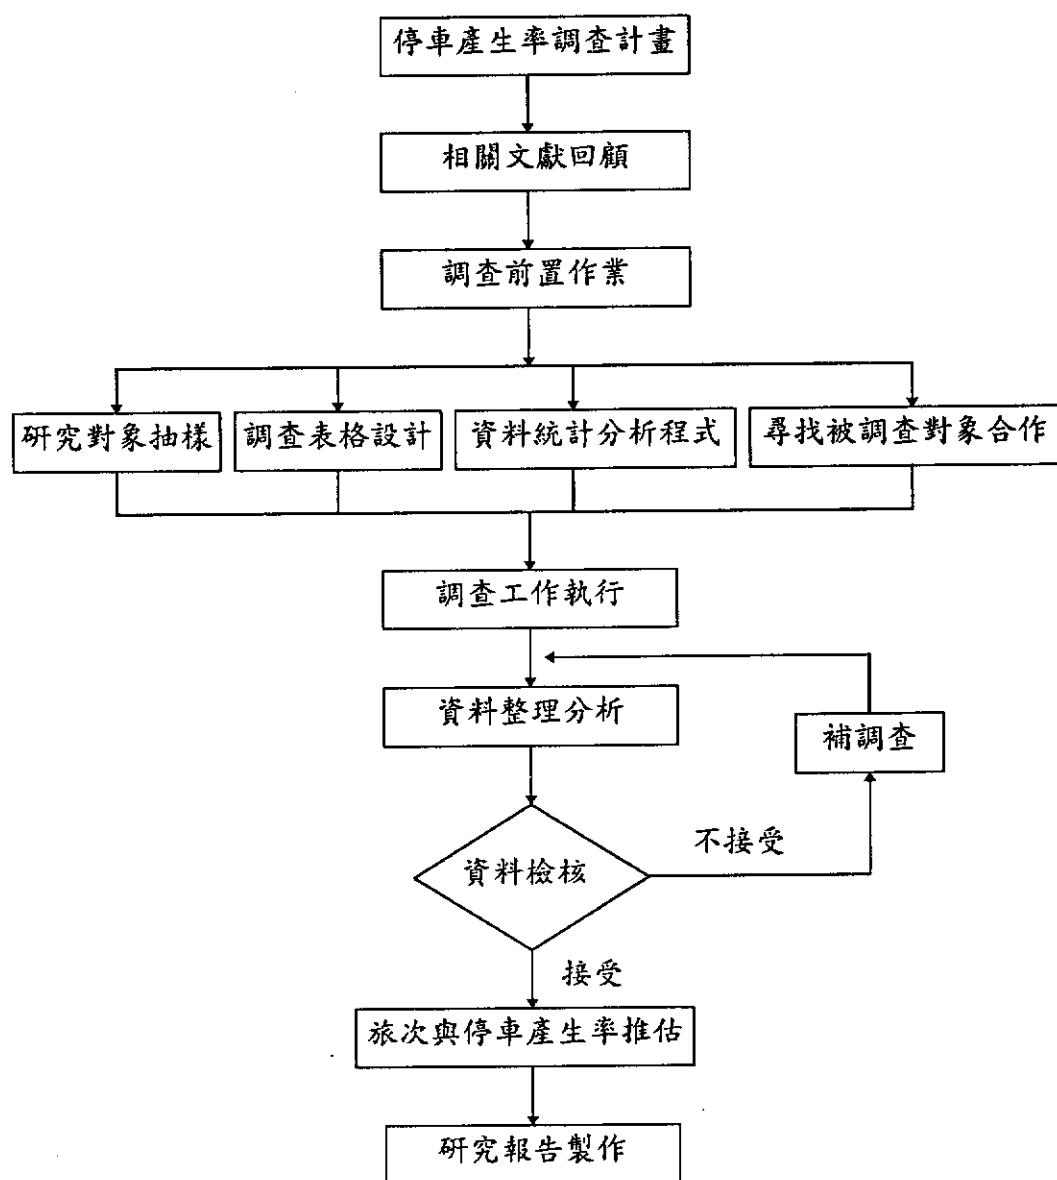 停車產生率調查計畫
相關文獻回顧
調查前置作業
研究對象抽樣
調查表格設計
資料統計分析程式
尋找被調查對象合作
調查工作執行
資料整理分析
補調查
不接受
資料檢核
接受
旅次與停車產生率推估
研究報告製作